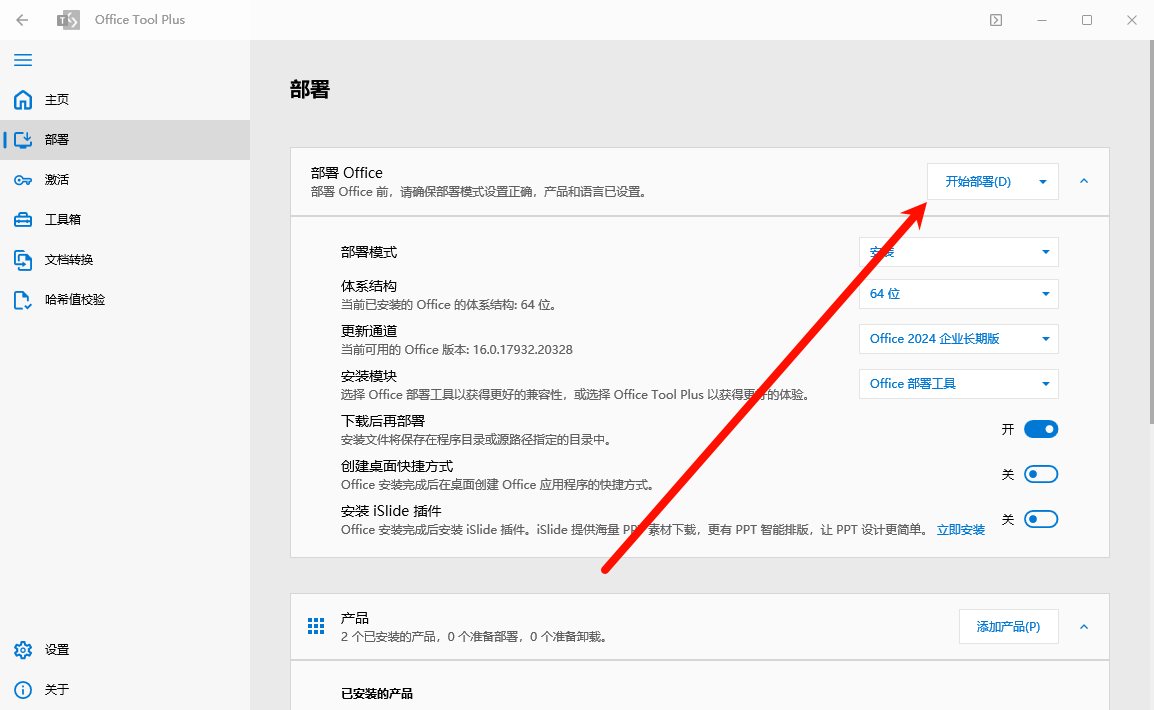 Office Tool Plus
主页
部署
激活
工具箱
文档转换
哈希值校验
设置
关于
部署
部署 Office
部署 Office 前，请确保部署模式设置正确，产品和语言已设置。
开始部署(D)
部署模式
安装
体系结构
当前已安装的 Office 的体系结构: 64 位。
64 位
更新通道
当前可用的 Office 版本: 16.0.17932.20328
Office 2024 企业长期版
安装模块
选择 Office 部署工具以获得更好的兼容性，或选择 Office Tool Plus 以获得更好的体验。
Office 部署工具
下载后再部署
安装文件将保存在程序目录或源路径指定的目录中。
开
创建桌面快捷方式
Office 安装完成后在桌面创建 Office 应用程序的快捷方式。
关
安装 iSlide 插件
Office 安装完成后安装 iSlide 插件。iSlide 提供海量 PPT 素材下载，更有 PPT 智能排版，让 PPT 设计更简单。 立即安装
关
产品
2 个已安装的产品，0 个准备部署，0 个准备卸载。
添加产品(P)
已安装的产品